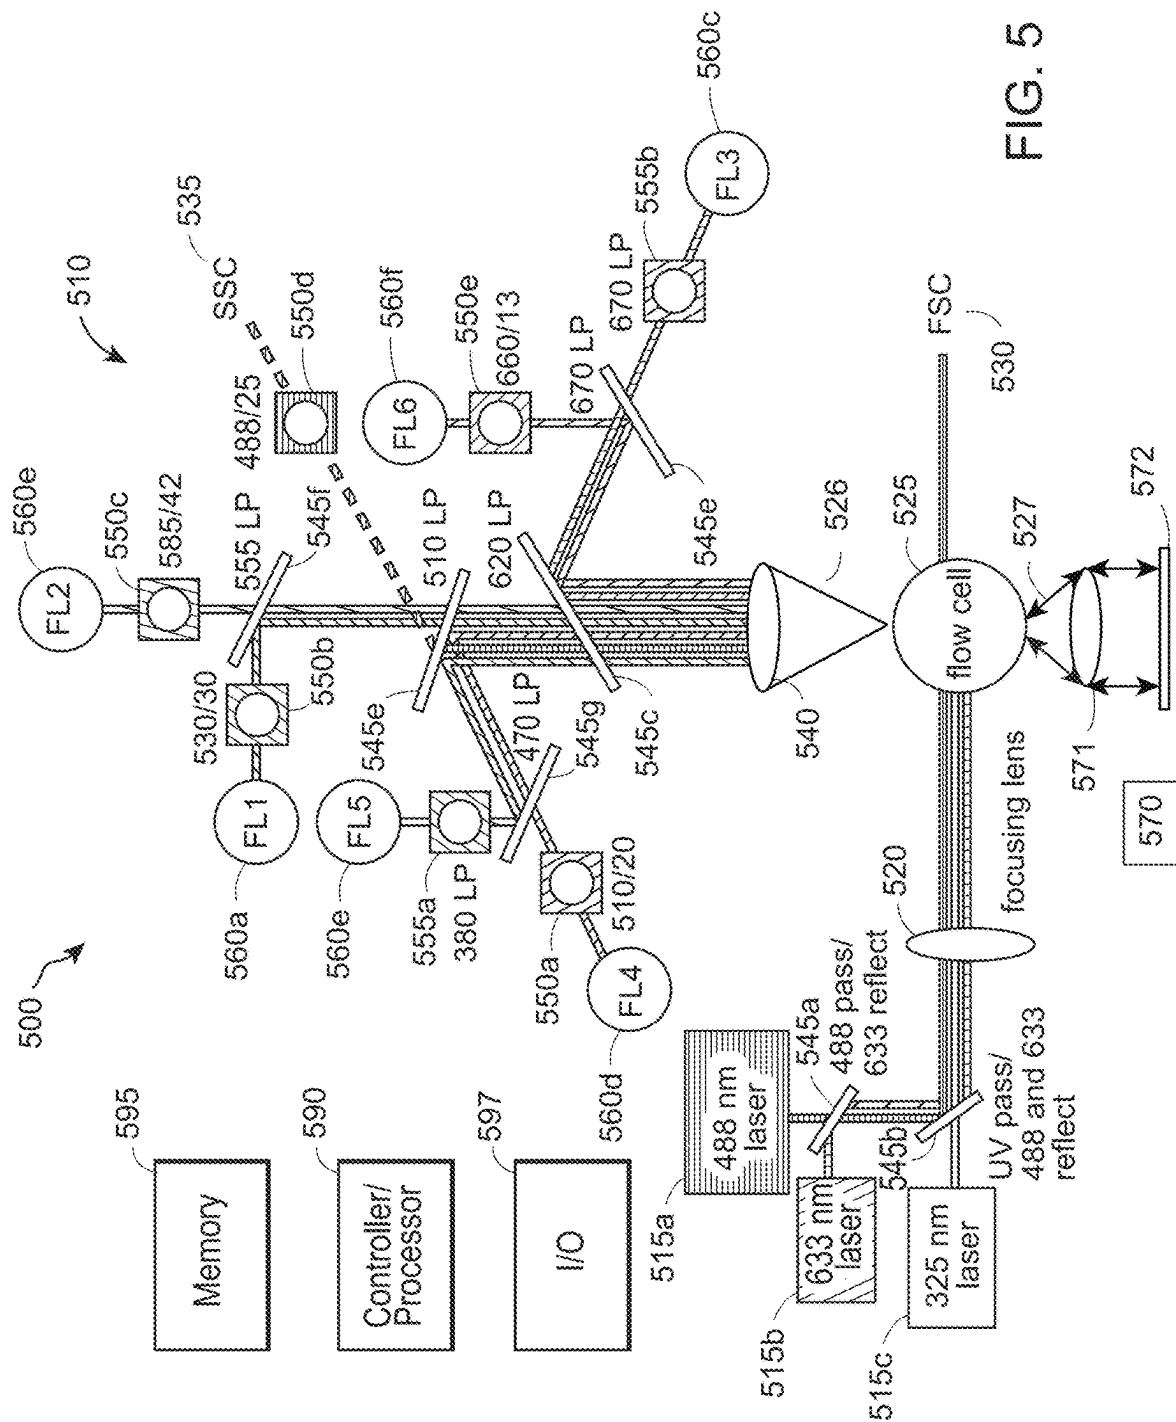 500
510
560e
FL2
550c
585/42
555 LP
545f
488/25
SSC
535
550d
560f
FL6
550e
660/13
670 LP
670 LP
555b
FL3
560c
545e
530/30
550b
FL1
560a
510 LP
545e
620 LP
545c
FL5
560e
555a
380 LP
470 LP
545g
510/20
550a
FL4
560d
540
526
595
Memory
590
Controller/
Processor
597
I/O
515a
488 nm
laser
545a
488 pass/
633 reflect
515b
633 nm
laser
545b
UV pass/
488 and 633
reflect
515c
325 nm
laser
520
focusing lens
flow cell
525
FSC
530
527
571
572
570
FIG. 5